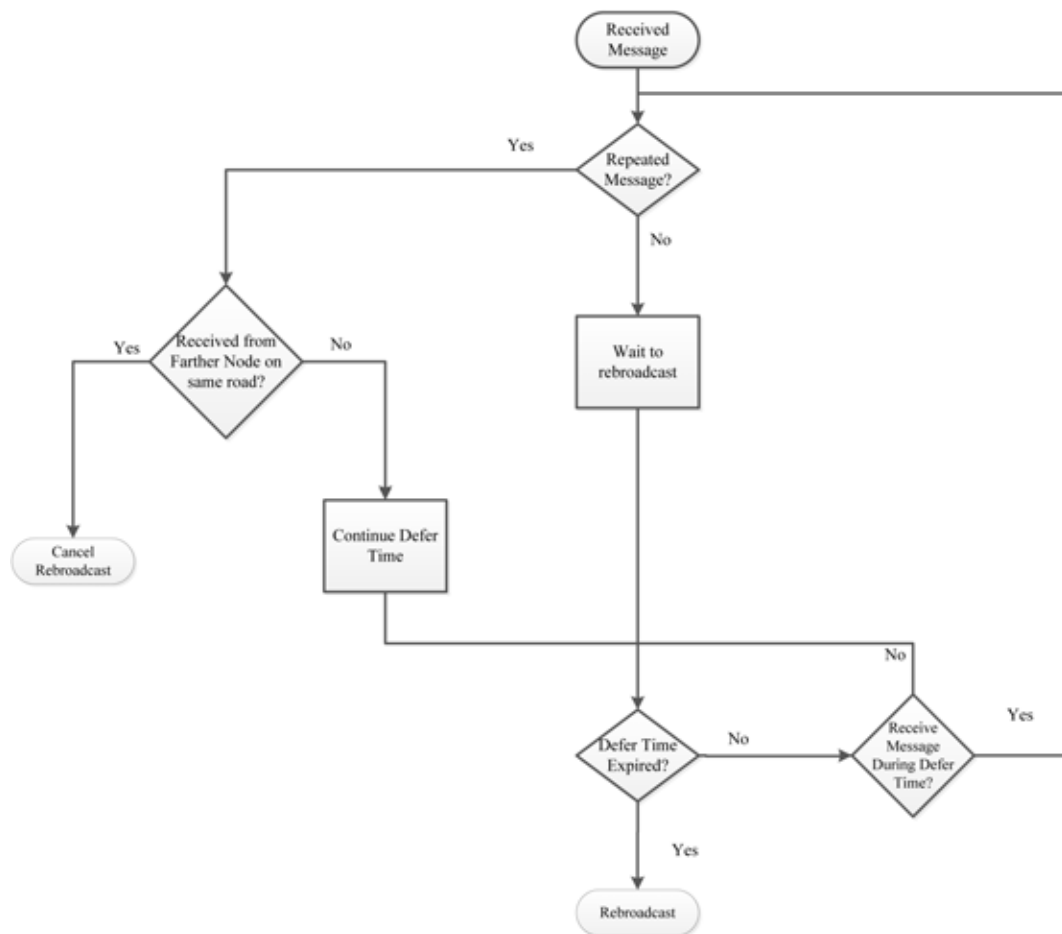 Received
Message
Yes
Repeated
Message?
No
Received from
Farther Node on
same road?
Yes
No
Wait to
rebroadcast
Continue Defer
Time
Cancel
Rebroadcast
No
Defer Time
Expired?
No
Receive
Message
During Defer
Time?
Yes
Yes
Rebroadcast